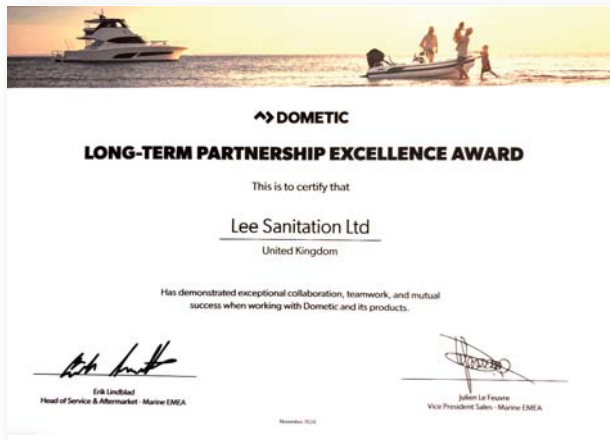 DOMETIC
LONG-TERM PARTNERSHIP EXCELLENCE AWARD
This is to certify that
Lee Sanitation Ltd
United Kingdom
Has demonstrated exceptional collaboration, teamwork, and mutual
success when working with Dometic and its products.
Erik Lindblad
Head of Service & Aftermarket - Marine EMEA
Julien Le Feuvre
Vice President Sales - Marine EMEA
November